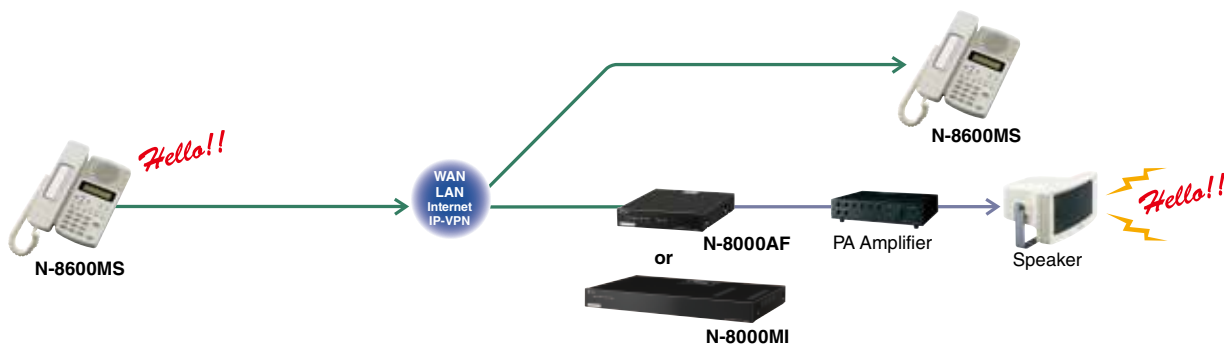 Hello!!
N-8600MS
WAN
LAN
Internet
IP-VPN
N-8600MS
N-8000AF
or
N-8000MI
PA Amplifier
Speaker
Hello!!